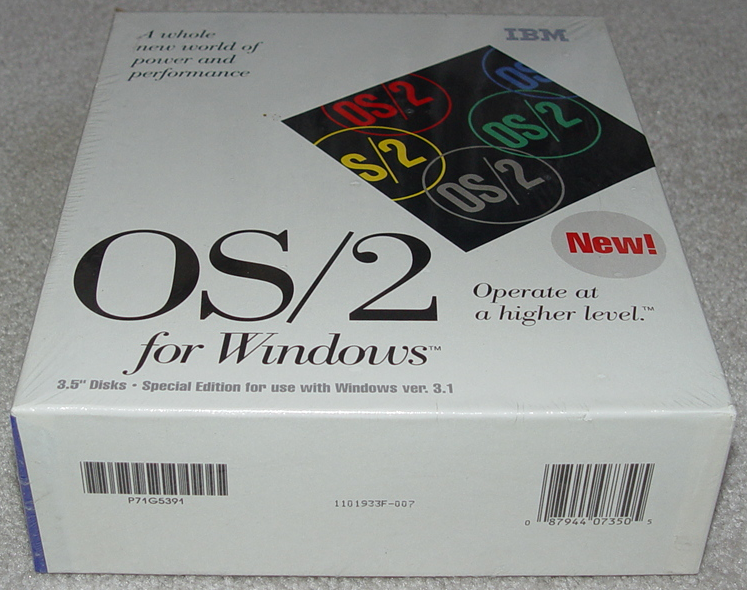 A whole
new world of
power and
performance
IBM
OS/2
OS
OS/2
S/2
OS/2
New!
OS/2
for Windows™
Operate at
a higher level.™
3.5" Disks • Special Edition for use with Windows ver. 3.1
P71G5391
1101933F-007
0 87944 07350 5